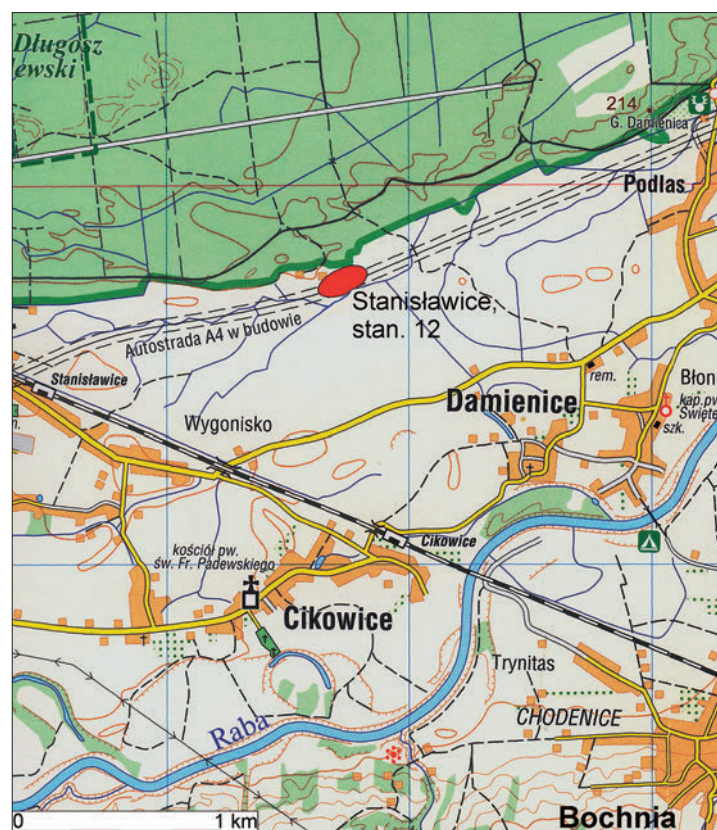 Długosz
lewski
214
G. Damienica
Podlas
Stanisławice,
stan. 12
Autostrada A4 w budowie
Stanisławice
rem.
Damienice
Błon
kap. pw.
Święte
szk.
Wygonisko
kościół pw.
św. Fr. Padewskiego
Cikowice
Cikowice
Trynitas
CHODENICE
Raba
0
1 km
Bochnia